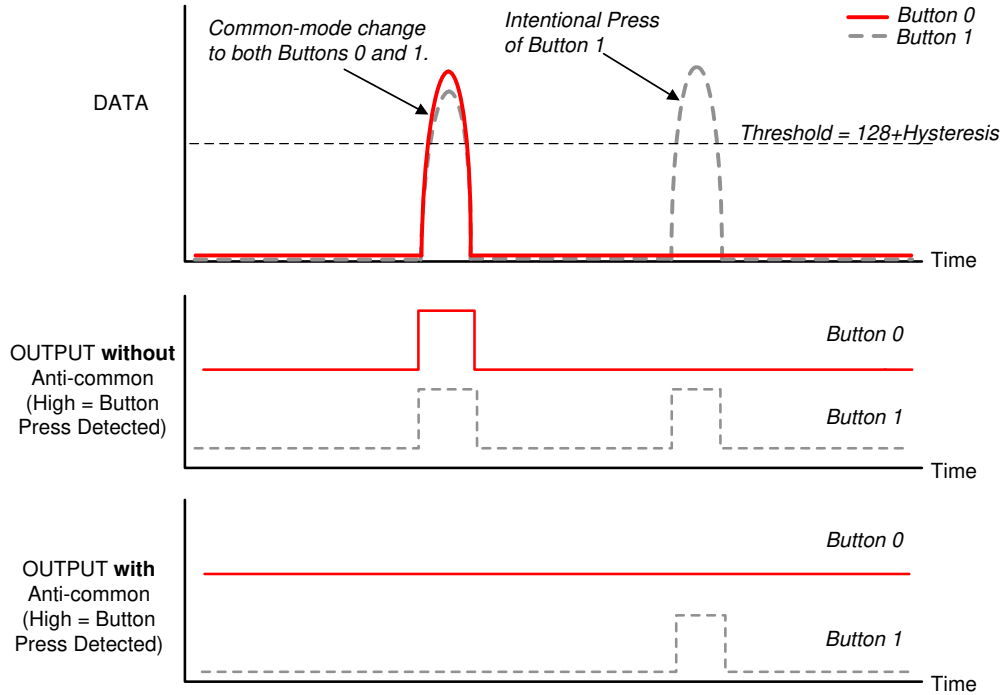 Common-mode change
to both Buttons 0 and 1.
Intentional Press
of Button 1
Button 0
Button 1
DATA
Threshold = 128+Hysteresis
Time
OUTPUT without
Anti-common
(High = Button
Press Detected)
Button 0
Button 1
Time
OUTPUT with
Anti-common
(High = Button
Press Detected)
Button 0
Button 1
Time